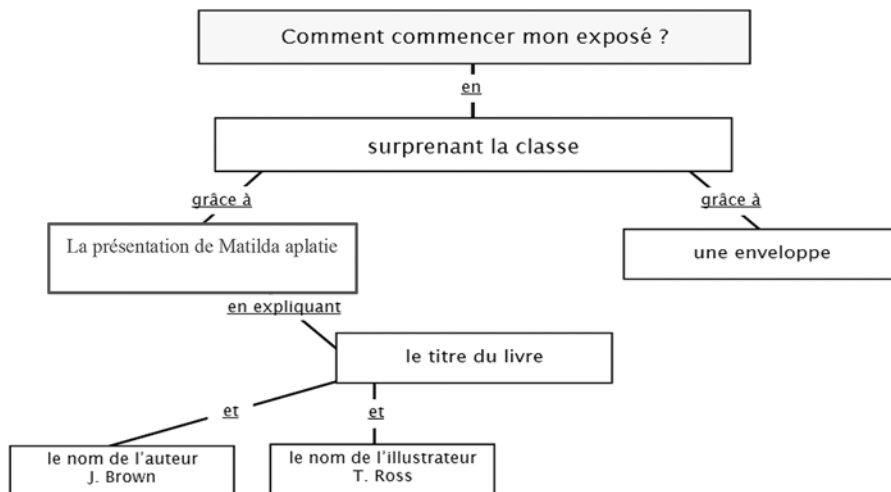 Comment commencer mon exposé ?
en
surprenant la classe
grâce à
grâce à
La présentation de Matilda aplatie
une enveloppe
en expliquant
le titre du livre
et
et
le nom de l'auteur
J. Brown
le nom de l'illustrateur
T. Ross